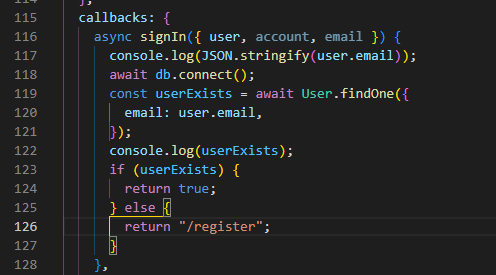 115 callbacks: {
116 async signIn({ user, account, email }) {
117 console.log(JSON.stringify(user.email));
118 await db.connect();
119 const userExists = await User.findOne({
120 email: user.email,
121 });
122 console.log(userExists);
123 if (userExists) {
124 return true;
125 } else {
126 return "/register";
127 }
128 },